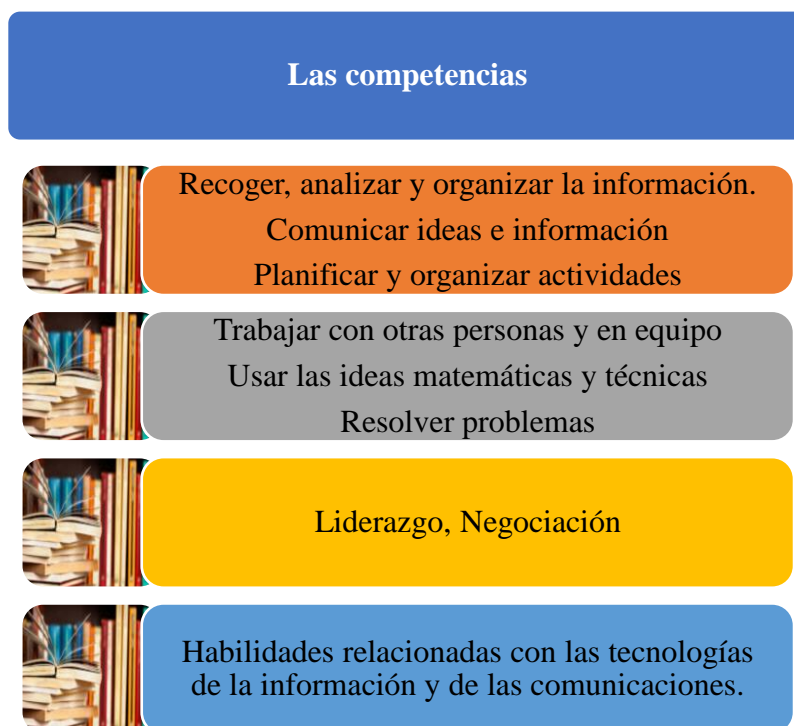 Las competencias
Recoger, analizar y organizar la información.
Comunicar ideas e información
Planificar y organizar actividades
Trabajar con otras personas y en equipo
Usar las ideas matemáticas y técnicas
Resolver problemas
Liderazgo, Negociación
Habilidades relacionadas con las tecnologías
de la información y de las comunicaciones.